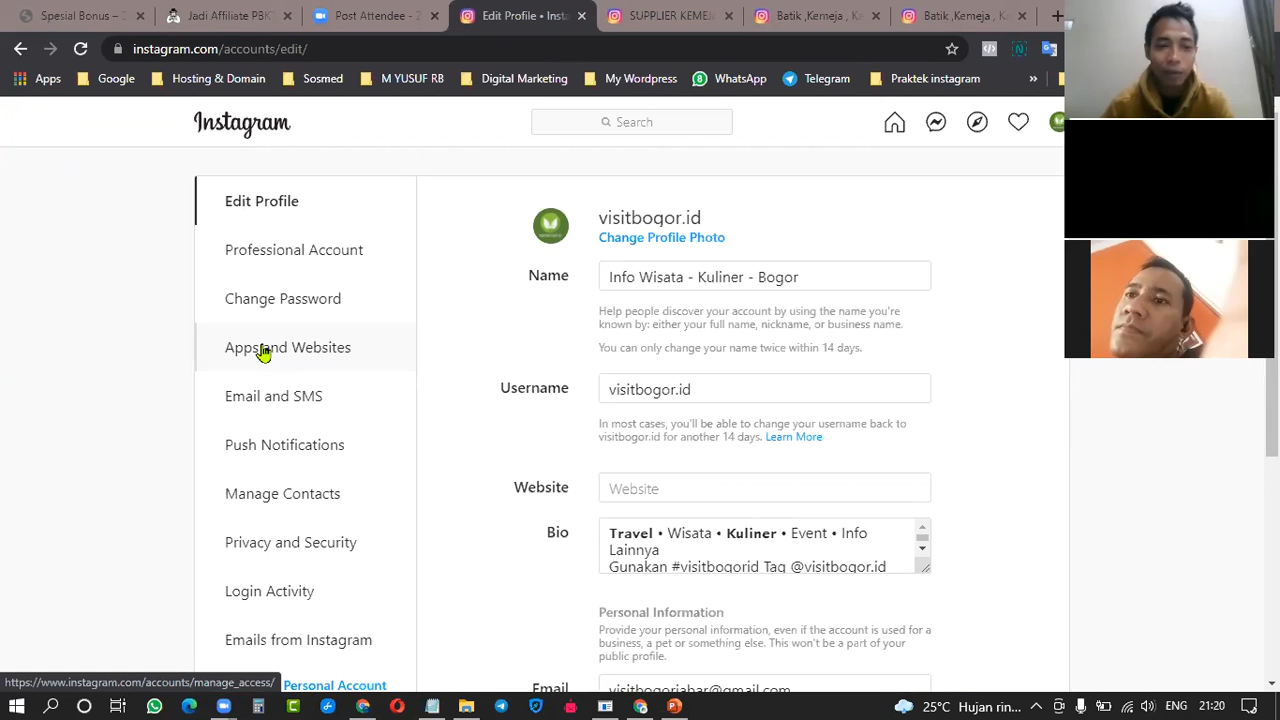 Jasa Affiliate PABBP
Post Attendee - Z
Edit Profile • Insta
SUPPLIER KEMEJ
Batik ,Kemeja ,
Batik ,Kemeja ,
instagram.com/accounts/edit/
Apps
Google
Hosting & Domain
Sosmed
M YUSUF RB
Digital Marketing
My Wordpress
WhatsApp
Telegram
Praktek instagram
»
Instagram
Search
Edit Profile
Professional Account
Change Password
Apps and Websites
Email and SMS
Push Notifications
Manage Contacts
Privacy and Security
Login Activity
Emails from Instagram
Personal Account
visitbogor.id
Change Profile Photo
Name
Info Wisata - Kuliner - Bogor
Help people discover your account by using the name you're
known by: either your full name, nickname, or business name.
You can only change your name twice within 14 days.
Username
visitbogor.id
In most cases, you'll be able to change your username back to
visitbogor.id for another 14 days. Learn More
Website
Website
Bio
Travel • Wisata • Kuliner • Event • Info
Lainnya
Gunakan #visitbogorid Tag @visitbogor.id
Personal Information
Provide your personal information, even if the account is used for a
business, a pet or something else. This won't be a part of your
public profile.
Email
visitbogorjabar@gmail.com
https://www.instagram.com/accounts/manage_access/
25°C Hujan rin...
ENG
21:20